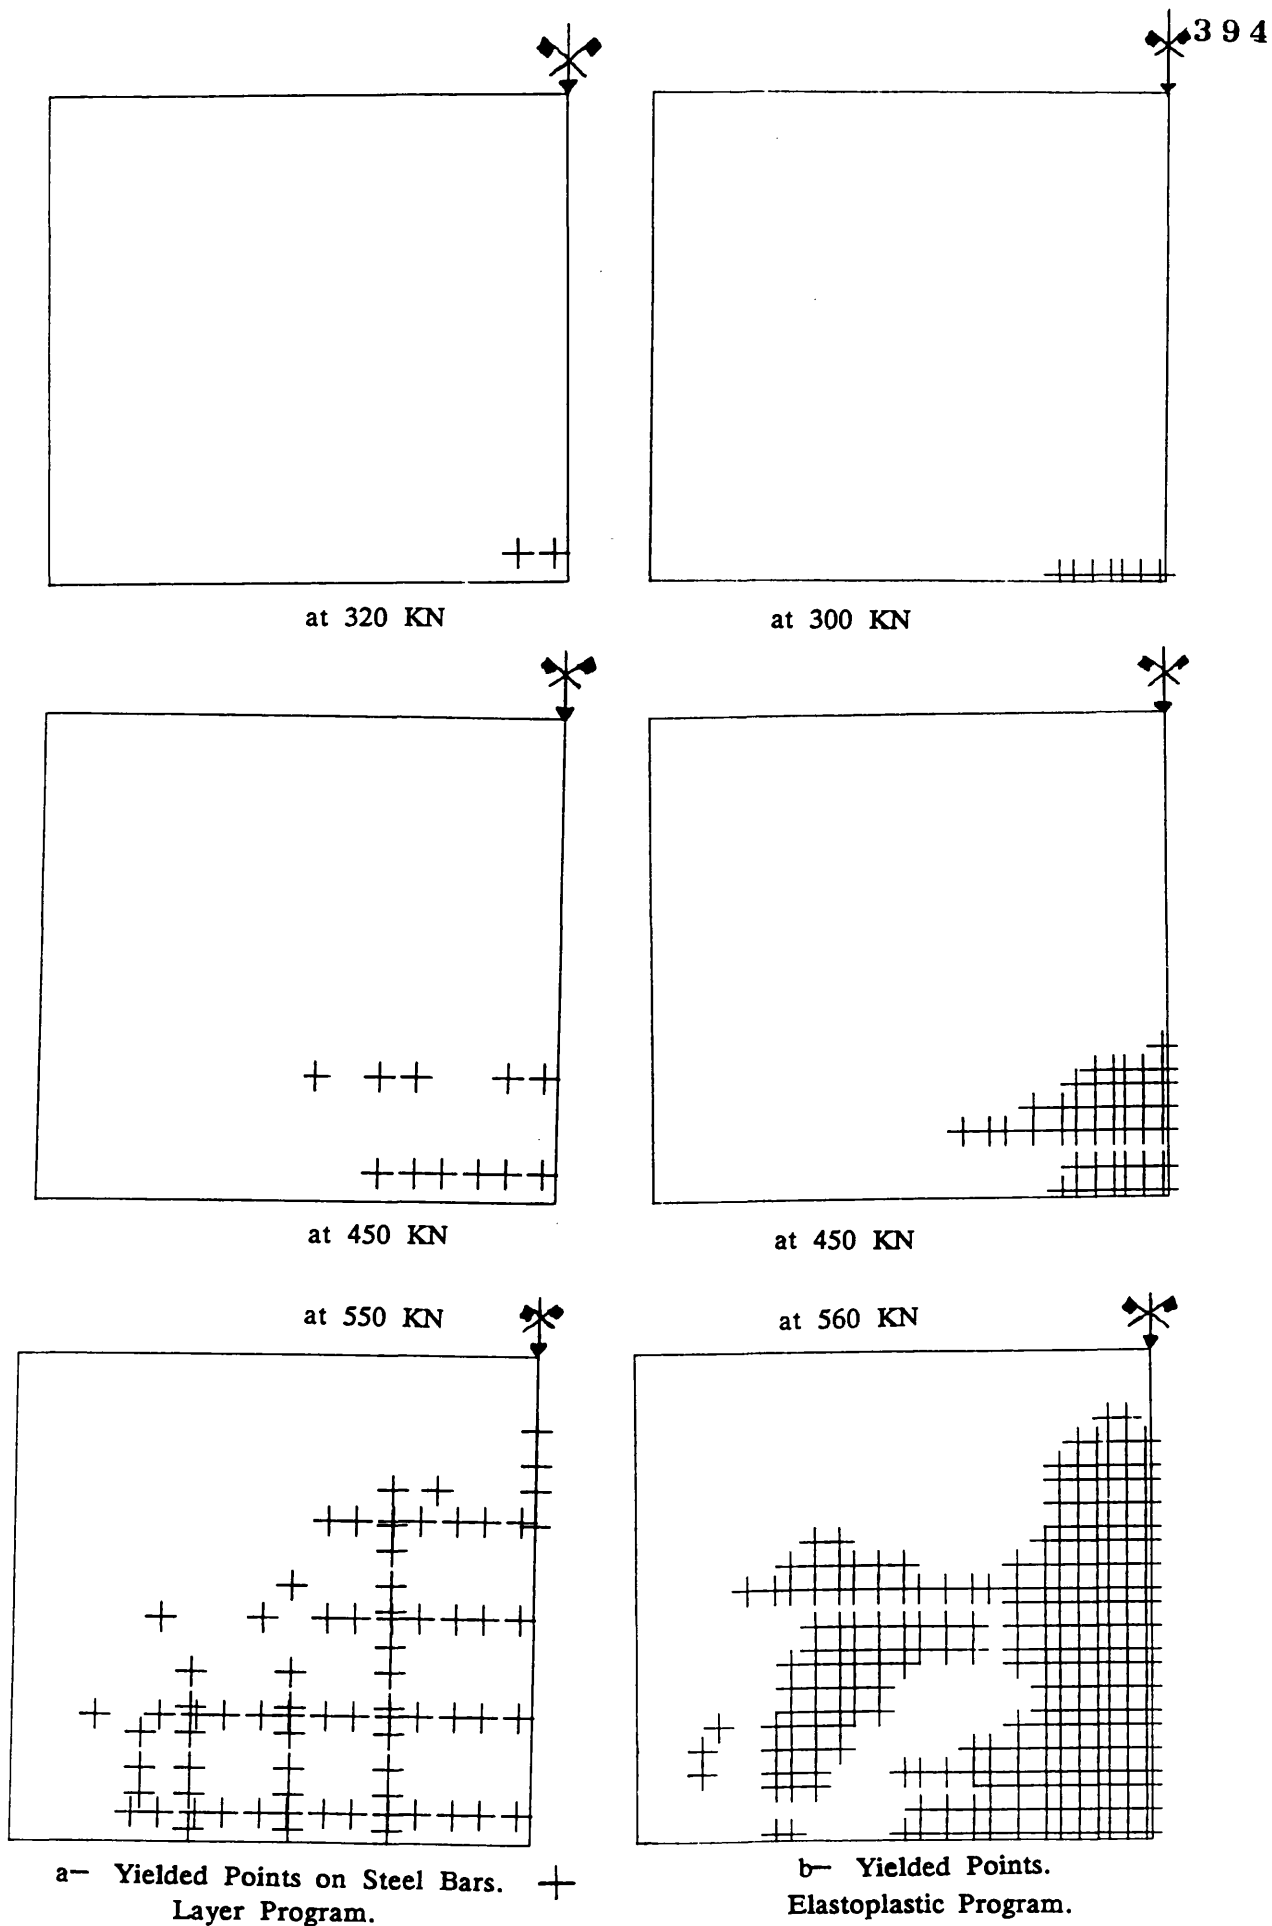 394
at 320 KN
at 300 KN
at 450 KN
at 450 KN
at 550 KN
at 560 KN
a— Yielded Points on Steel Bars.
Layer Program.
b— Yielded Points.
Elastoplastic Program.